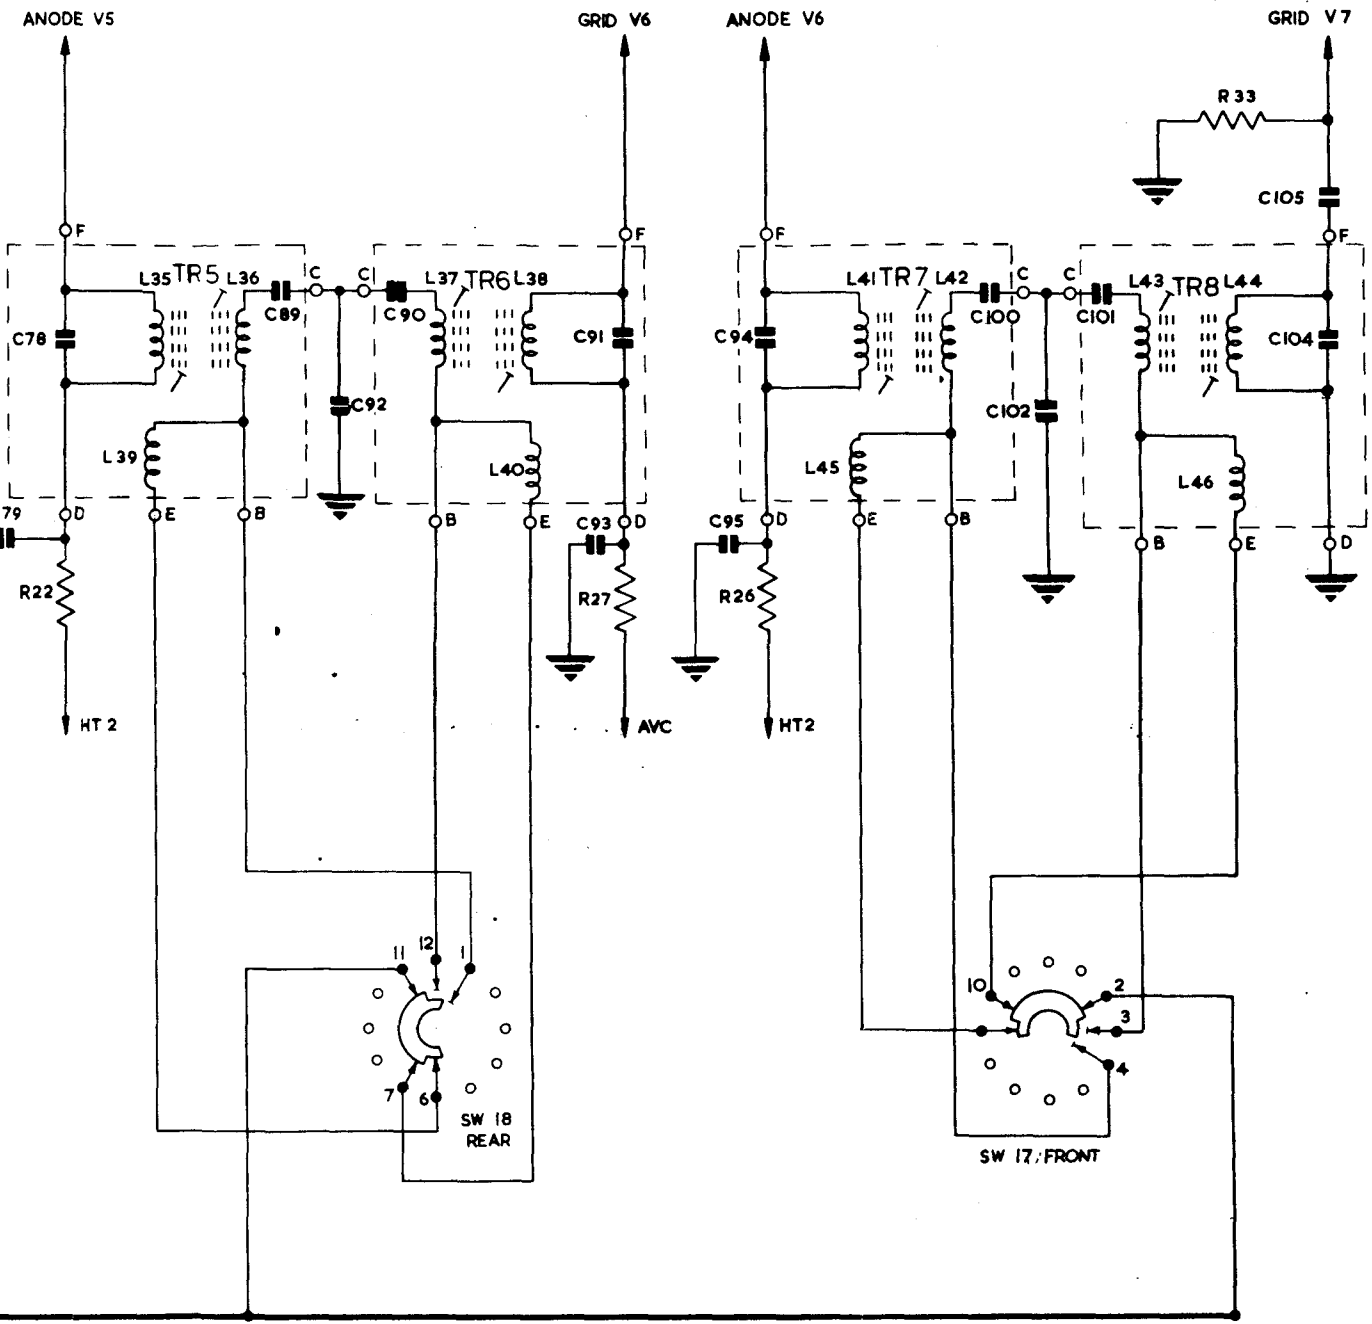 ANODE V5
GRID V6
ANODE V6
GRID V7
R33
C105
F
F
F
F
L35
TR5
L36
C
C
L37
TR6
L38
L41
TR7
L42
C
C
L43
TR8
L44
C89
C90
C100
C101
C78
C91
C94
C104
C92
C102
L39
L40
L45
L46
79
D
E
B
B
E
C93
D
C95
D
E
B
B
E
D
R22
R27
R26
HT2
AVC
HT2
11
12
1
10
2
3
4
7
6
SW 18
REAR
SW 17/FRONT